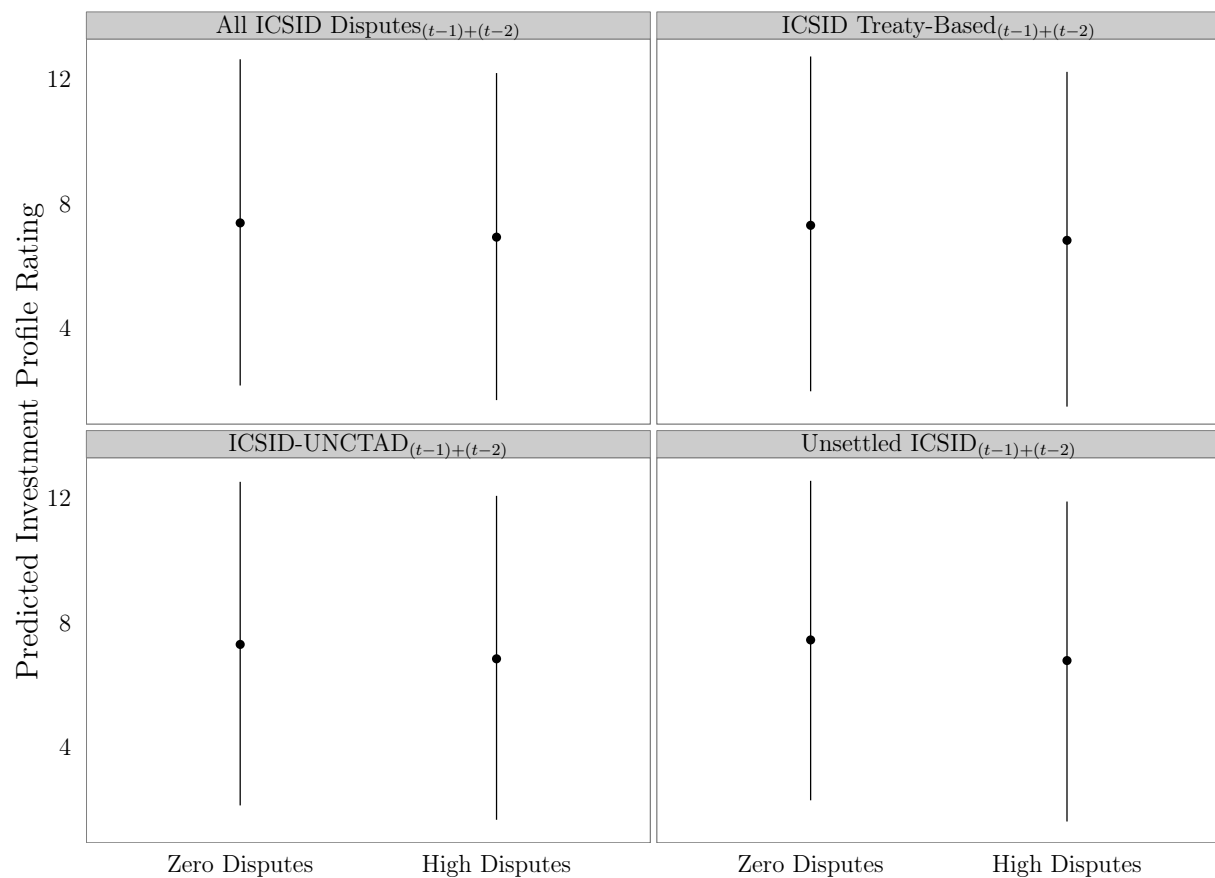 All ICSID Disputes(t−1)+(t−2)
ICSID Treaty-Based(t−1)+(t−2)
12
8
4
Predicted Investment Profile Rating
ICSID-UNCTAD(t−1)+(t−2)
Unsettled ICSID(t−1)+(t−2)
12
8
4
Zero Disputes
High Disputes
Zero Disputes
High Disputes